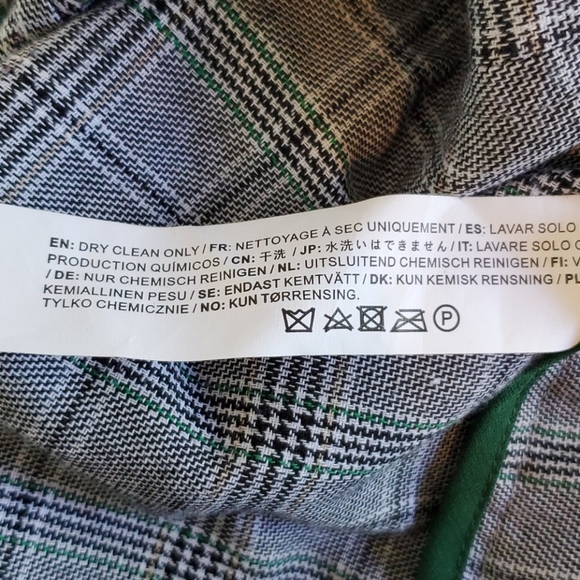 EN: DRY CLEAN ONLY / FR: NETTOYAGE À SEC UNIQUEMENT / ES: LAVAR SOLO
PRODUCTION QUÍMICOS / CN: 干洗 / JP: 水洗いはできません / IT: LAVARE SOLO
/ DE: NUR CHEMISCH REINIGEN / NL: UITSLUITEND CHEMISCH REINIGEN / FI:
KEMIALLINEN PESU / SE: ENDAST KEMTVÄTT / DK: KUN KEMISK RENSNING / PL
TYLKO CHEMICZNIE / NO: KUN TØRRENSING.
P